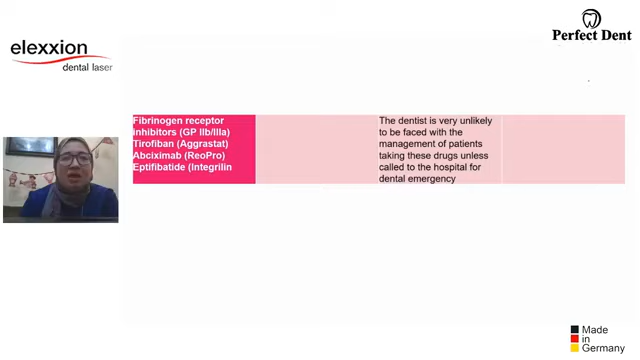 elexxion
dental laser
Perfect Dent
Fibrinogen receptor
inhibitors (GP IIb/IIIa)
Tirofiban (Aggrastat)
Abciximab (ReoPro)
Eptifibatide (Integrilin
The dentist is very unlikely
to be faced with the
management of patients
taking these drugs unless
called to the hospital for
dental emergency
Made
in
Germany